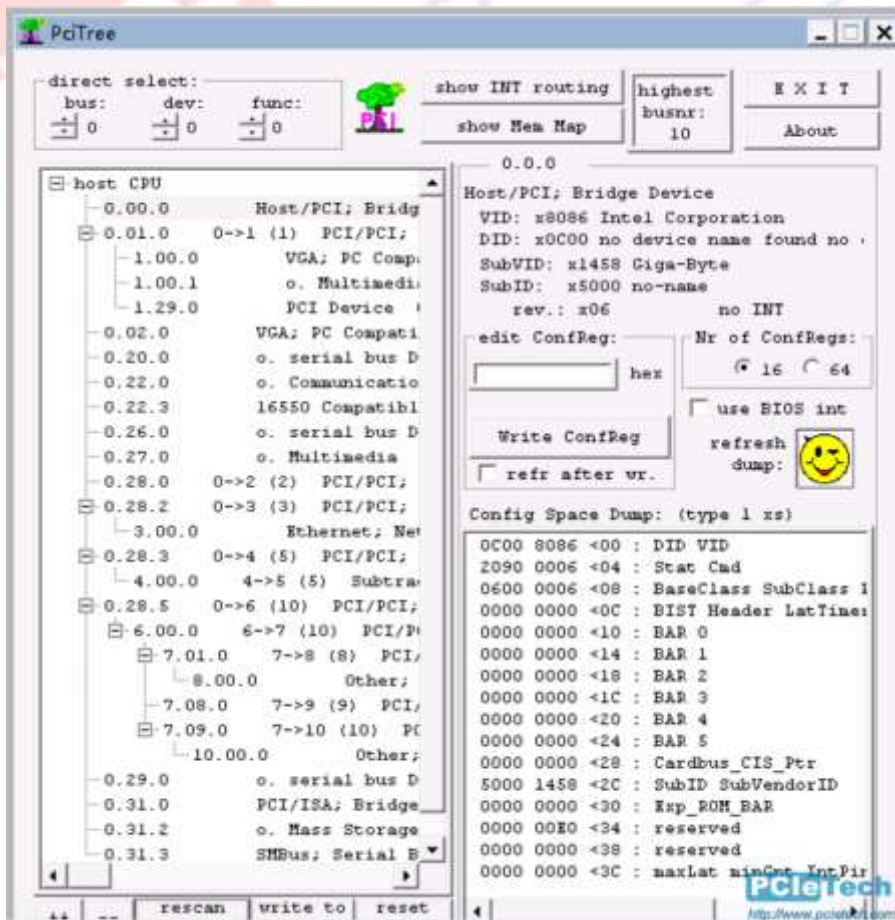 PciTree
direct select:
bus: dev: func:
0 0 0
PCI
show INT routing
show Mem Map
highest
busnr:
10
E X I T
About
host CPU
0.00.0 Host/PCI; Bridg
0.01.0 0->1 (1) PCI/PCI;
1.00.0 VGA; PC Comp
1.00.1 o. Multimedi
1.29.0 PCI Device
0.02.0 VGA; PC Compati
0.20.0 o. serial bus D
0.22.0 o. Communicatio
0.22.3 16550 Compatibl
0.26.0 o. serial bus D
0.27.0 o. Multimedia
0.28.0 0->2 (2) PCI/PCI;
0.28.2 0->3 (3) PCI/PCI;
3.00.0 Ethernet; Net
0.28.3 0->4 (5) PCI/PCI;
4.00.0 4->5 (5) Subtra
0.28.5 0->6 (10) PCI/PCI;
6.00.0 6->7 (10) PCI/P
7.01.0 7->8 (8) PCI/
8.00.0 Other;
7.08.0 7->9 (9) PCI/
7.09.0 7->10 (10) PC
10.00.0 Other;
0.29.0 o. serial bus D
0.31.0 PCI/ISA; Bridge
0.31.2 o. Mass Storage
0.31.3 SMBus; Serial B
++ -- rescan write to reset
0.0.0
Host/PCI; Bridge Device
VID: x8086 Intel Corporation
DID: x0C00 no device name found no
SubVID: x1458 Giga-Byte
SubID: x5000 no-name
rev.: x06 no INT
edit ConfReg:
hex
Write ConfReg
refr after wr.
Nr of ConfRegs:
16 64
use BIOS int
refresh
dump:
Config Space Dump: (type 1 xs)
0C00 8086 <00 : DID VID
2090 0006 <04 : Stat Cmd
0600 0006 <08 : BaseClass SubClass
0000 0000 <0C : BIST Header LatTimer
0000 0000 <10 : BAR 0
0000 0000 <14 : BAR 1
0000 0000 <18 : BAR 2
0000 0000 <1C : BAR 3
0000 0000 <20 : BAR 4
0000 0000 <24 : BAR 5
0000 0000 <28 : Cardbus_CIS_Ptr
5000 1458 <2C : SubID SubVendorID
0000 0000 <30 : Exp_ROM_BAR
0000 00E0 <34 : reserved
0000 0000 <38 : reserved
0000 0000 <3C : maxLat minGnt IntPin
PCIeTech
http://www.pcietech.com